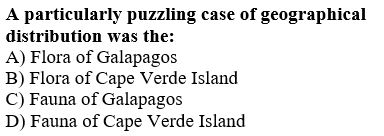 A particularly puzzling case of geographical
distribution was the:
A) Flora of Galapagos
B) Flora of Cape Verde Island
C) Fauna of Galapagos
D) Fauna of Cape Verde Island